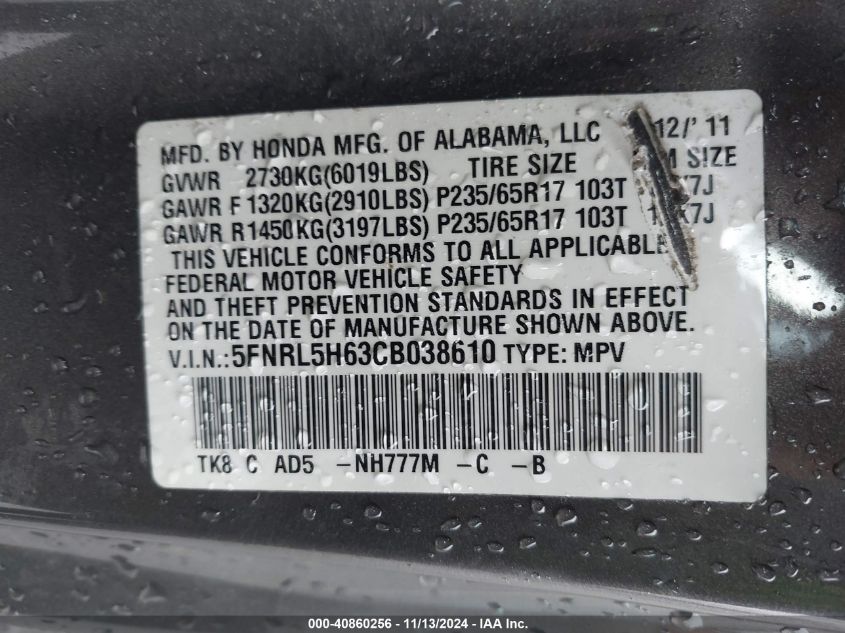 MFD. BY HONDA MFG. OF ALABAMA, LLC 12/' 11
GVWR 2730KG(6019LBS) TIRE SIZE SIZE
GAWR F 1320KG(2910LBS) P235/65R17 103T
GAWR R1450KG(3197LBS) P235/65R17 103T
THIS VEHICLE CONFORMS TO ALL APPLICABLE
FEDERAL MOTOR VEHICLE SAFETY
AND THEFT PREVENTION STANDARDS IN EFFECT
ON THE DATE OF MANUFACTURE SHOWN ABOVE.
V.I.N.: 5FNRL5H63CB038610 TYPE: MPV
TK8 C AD5 -NH777M -C -B
000-40860256 - 11/13/2024 - IAA Inc.